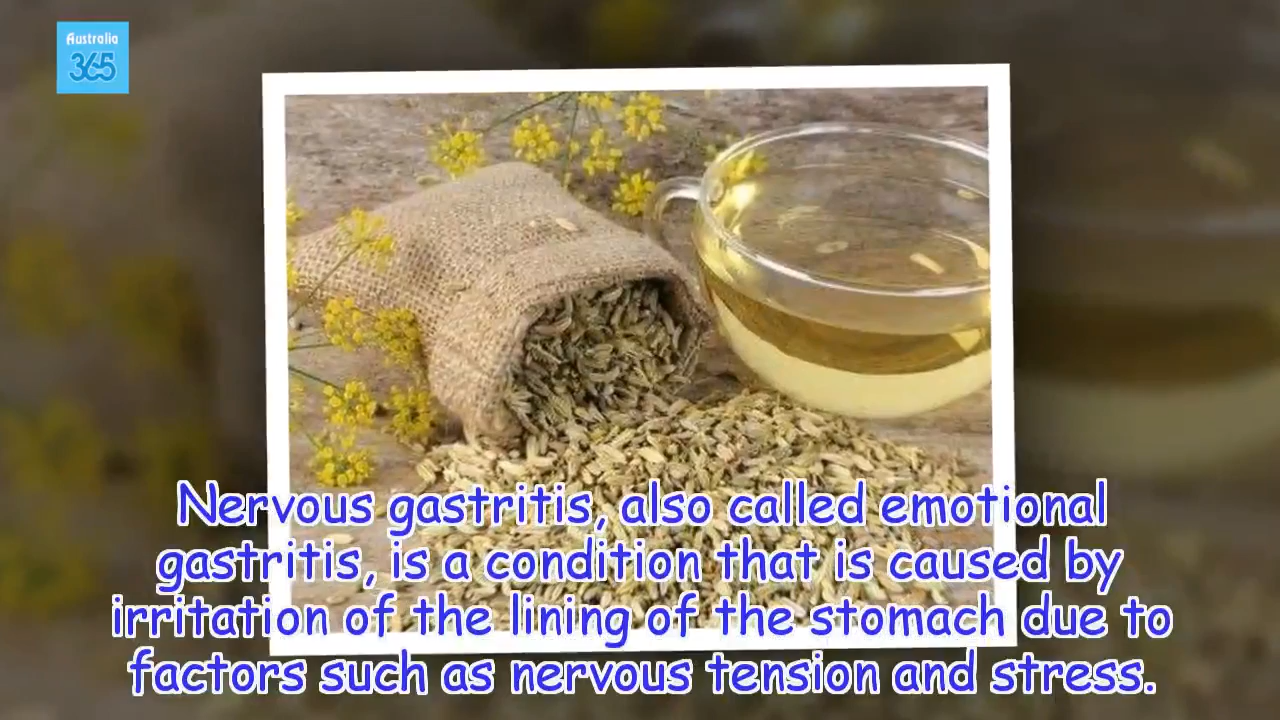 Australia
365
Nervous gastritis, also called emotional
gastritis, is a condition that is caused by
irritation of the lining of the stomach due to
factors such as nervous tension and stress.